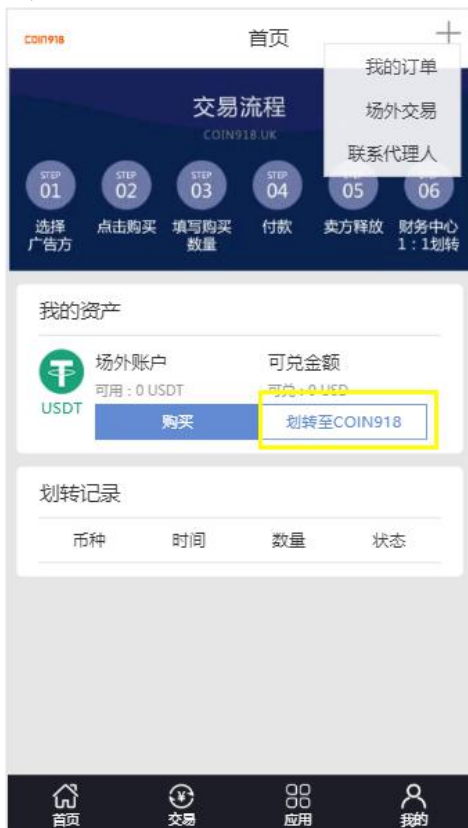 COIN918
首页
我的订单
场外交易
联系代理人
交易流程
COIN918.UK
STEP 01
STEP 02
STEP 03
STEP 04
05
06
选择
广告方
点击购买
填写购买
数量
付款
卖方释放
财务中心
1:1划转
我的资产
USDT
场外账户
可用:0 USDT
购买
可兑金额
可兑:0 USD
划转至COIN918
划转记录
币种 时间 数量 状态
首页 交易 应用 我的